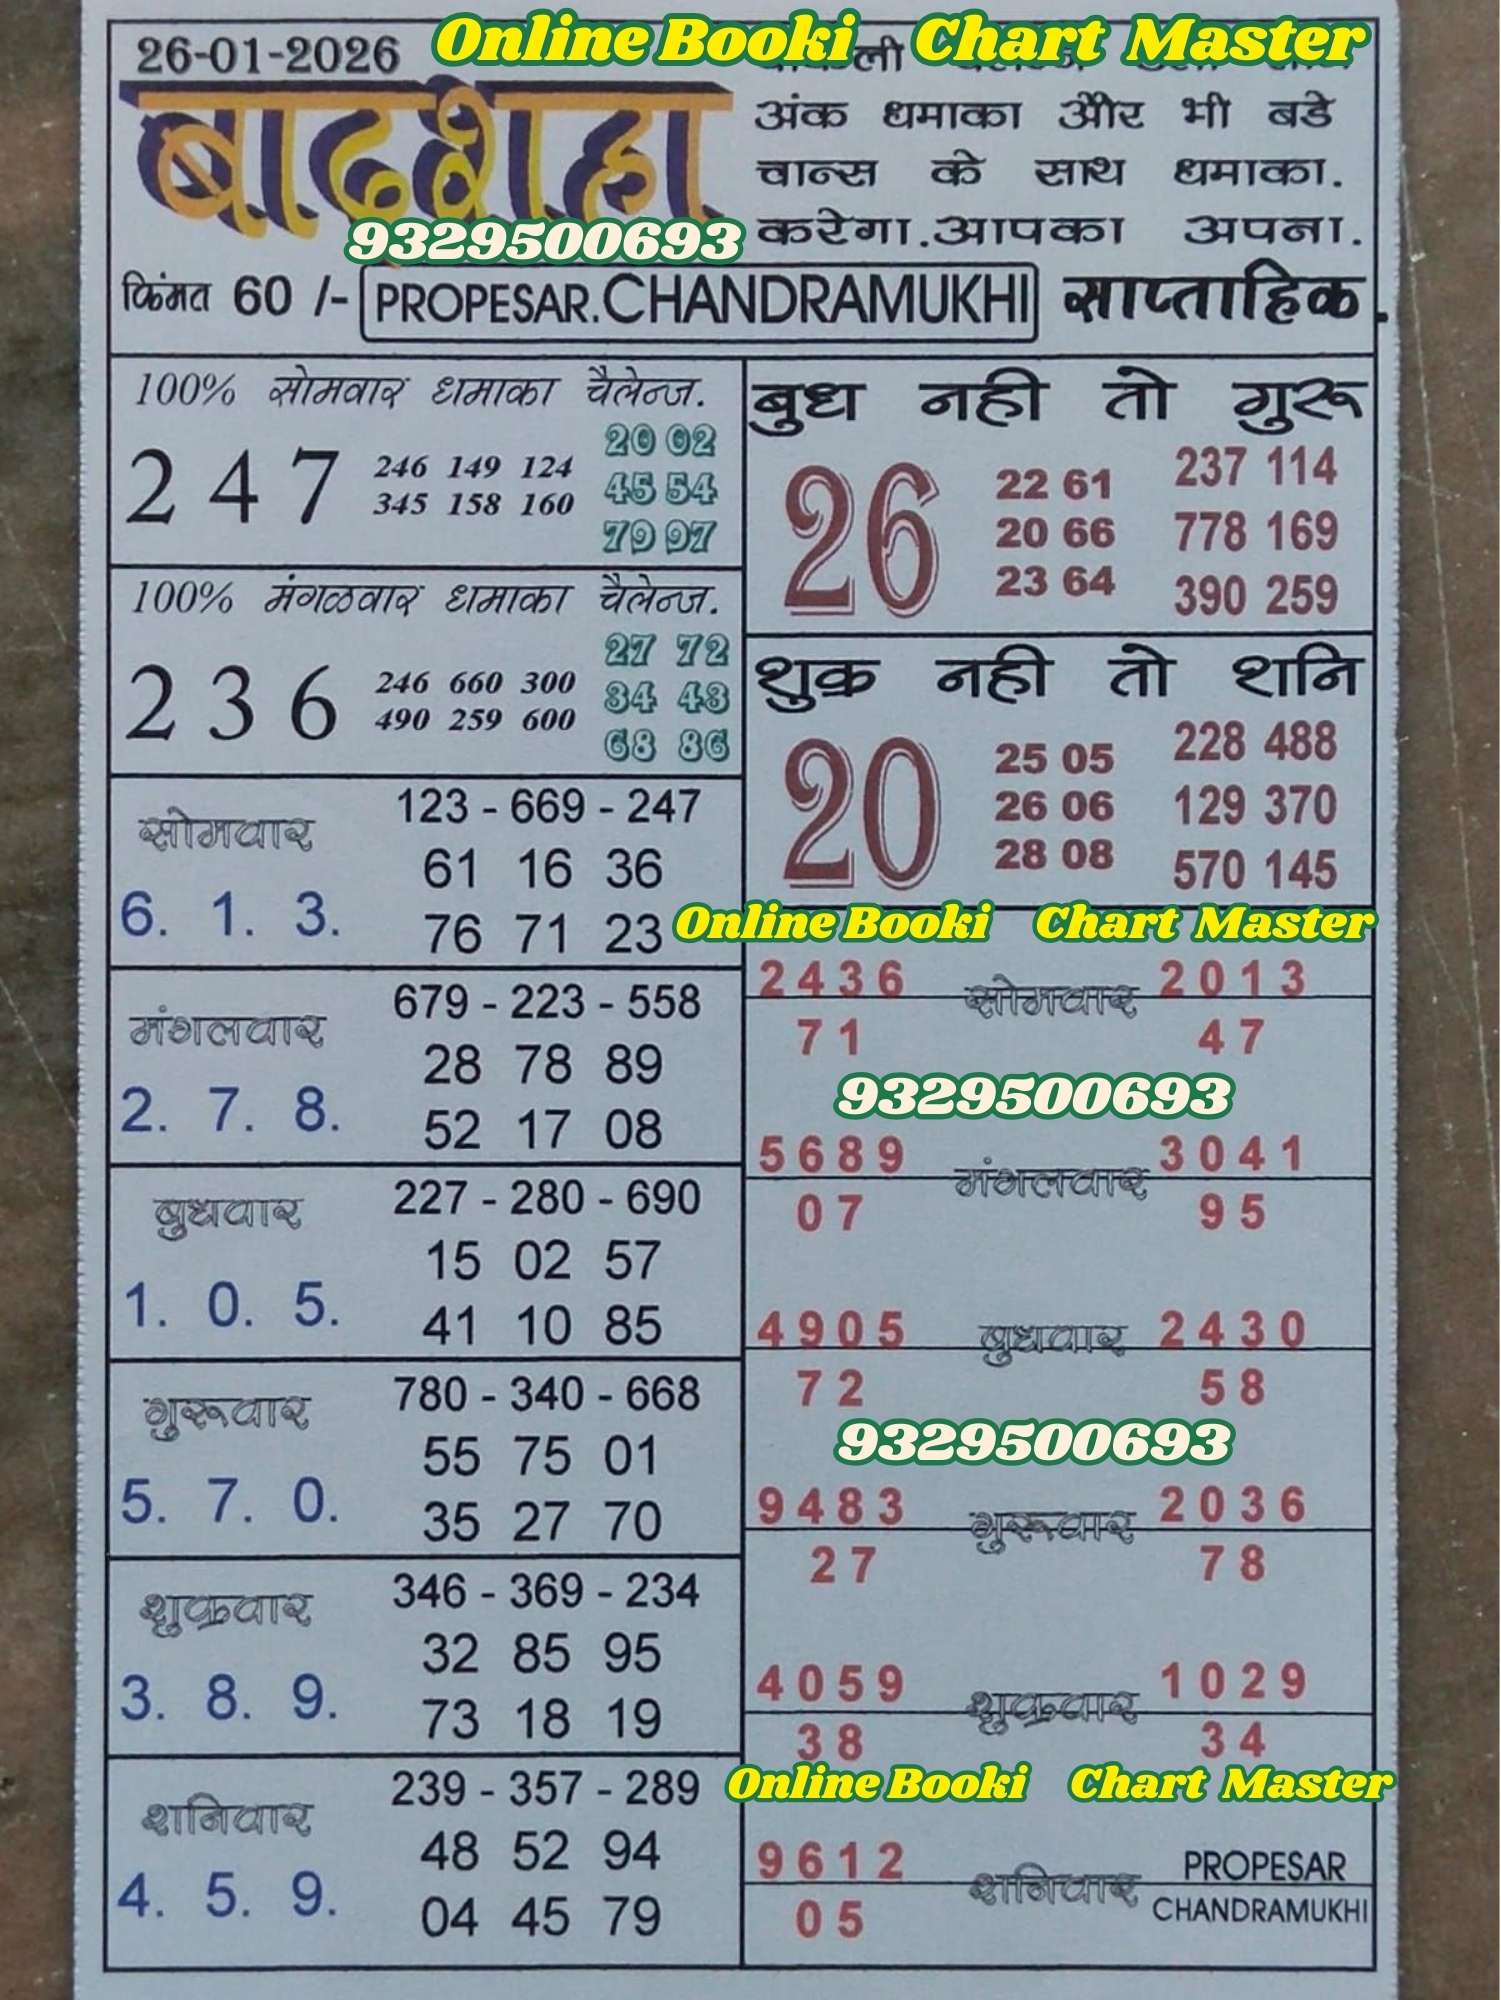 26-01-2026
Online Booki Chart Master
बादशहा
अंक धमाका और भी बडे
चान्स के साथ धमाका.
करेगा.आपका अपना.
9329500693
किंमत 60 /- PROPESAR.CHANDRAMUKHI साप्ताहिक.
100% सोमवार धमाका चैलेन्ज.
2 4 7
246 149 124
345 158 160
20 02
45 54
79 97
100% मंगळवार धमाका चैलेन्ज.
2 3 6
246 660 300
490 259 600
27 72
34 43
68 86
बुध नही तो गुरू
26
22 61
20 66
23 64
237 114
778 169
390 259
शुक्र नही तो शनि
20
25 05
26 06
28 08
228 488
129 370
570 145
सोमवार
6. 1. 3.
123 - 669 - 247
61 16 36
76 71 23
मंगलवार
2. 7. 8.
679 - 223 - 558
28 78 89
52 17 08
बुधवार
1. 0. 5.
227 - 280 - 690
15 02 57
41 10 85
गुरूवार
5. 7. 0.
780 - 340 - 668
55 75 01
35 27 70
शुक्रवार
3. 8. 9.
346 - 369 - 234
32 85 95
73 18 19
शनिवार
4. 5. 9.
239 - 357 - 289
48 52 94
04 45 79
Online Booki Chart Master
2436 सोमवार 2013
71 47
9329500693
5689 मंगलवार 3041
07 95
4905 बुधवार 2430
72 58
9329500693
9483 गुरूवार 2036
27 78
4059 शुक्रवार 1029
38 34
Online Booki Chart Master
9612 शनिवार PROPESAR
05 CHANDRAMUKHI